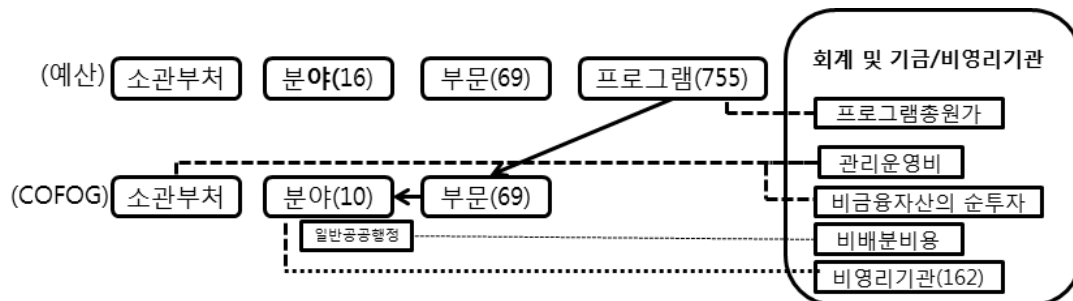 (예산) 소관부처 분야(16) 부문(69) 프로그램(755)
(COFOG) 소관부처 분야(10) 부문(69)
일반공공행정
회계 및 기금/비영리기관
프로그램총원가
관리운영비
비금융자산의 순투자
비배분비용
비영리기관(162)